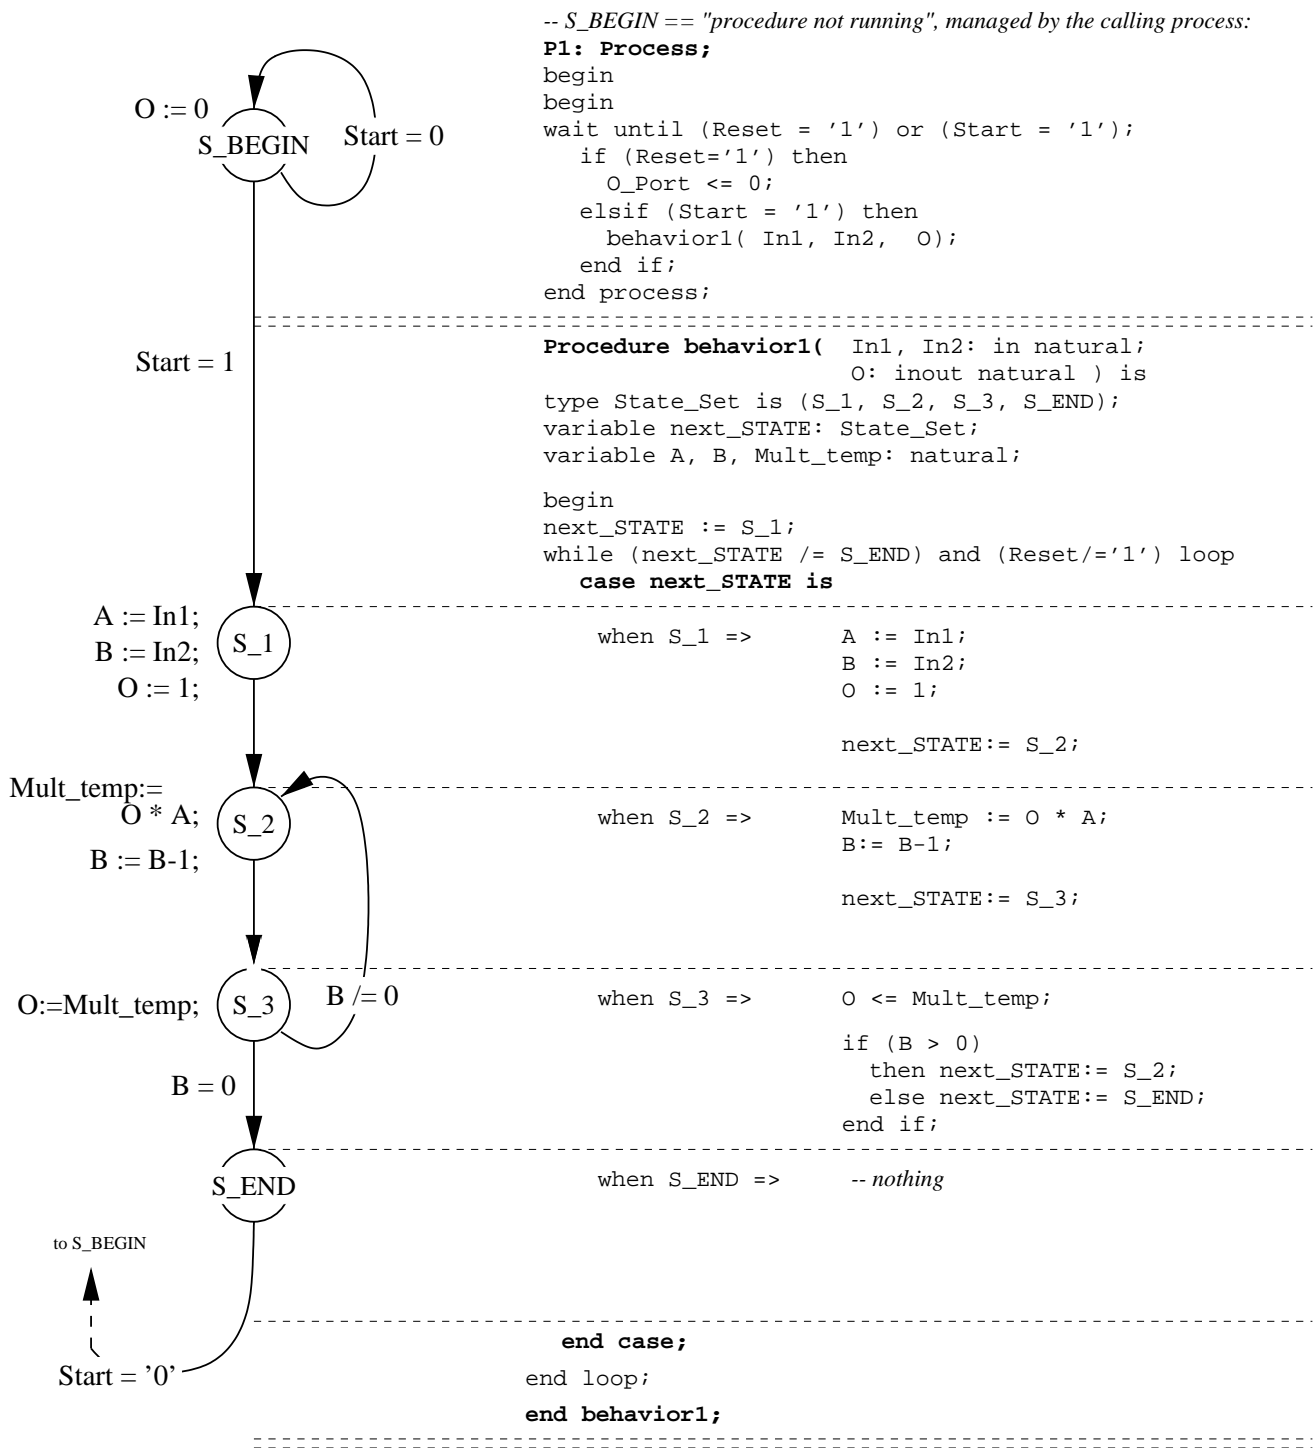 -- S_BEGIN == "procedure not running", managed by the calling process:
P1: Process;
begin
begin
wait until (Reset = '1') or (Start = '1');
if (Reset='1') then
O_Port <= 0;
elsif (Start = '1') then
behavior1( In1, In2,  O);
end if;
end process;
O := 0
S_BEGIN
Start = 0
Start = 1
Procedure behavior1(  In1, In2: in natural;
O: inout natural ) is
type State_Set is (S_1, S_2, S_3, S_END);
variable next_STATE: State_Set;
variable A, B, Mult_temp: natural;
begin
next_STATE := S_1;
while (next_STATE /= S_END) and (Reset/='1') loop
case next_STATE is
A := In1;
B := In2;
O := 1;
S_1
when S_1 =>     A := In1;
B := In2;
O := 1;
next_STATE:= S_2;
Mult_temp:=
O * A;
B := B-1;
S_2
when S_2 =>     Mult_temp := O * A;
B:= B-1;
next_STATE:= S_3;
O:=Mult_temp;
S_3
B /= 0
when S_3 =>     O <= Mult_temp;
if (B > 0)
then next_STATE:= S_2;
else next_STATE:= S_END;
end if;
B = 0
S_END
when S_END =>     -- nothing
to S_BEGIN
Start = ’0’
end case;
end loop;
end behavior1;